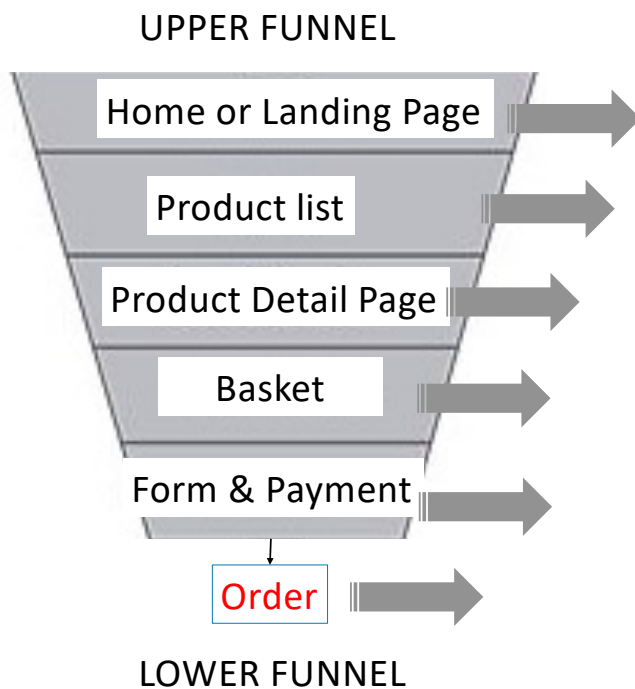 UPPER FUNNEL
Home or Landing Page
Product list
Product Detail Page
Basket
Form & Payment
Order
LOWER FUNNEL